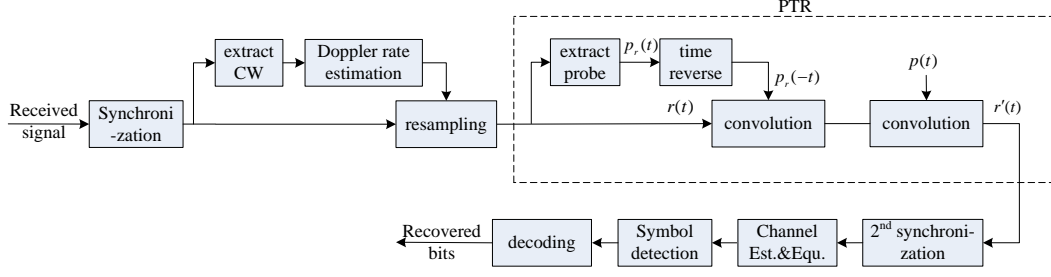 PTR
extract
CW
Doppler rate
estimation
extract
probe
p_r(t)
time
reverse
p_r(-t)
p(t)
Received
signal
Synchroni
-zation
resampling
r(t)
convolution
convolution
r'(t)
Recovered
bits
decoding
Symbol
detection
Channel
Est.&Equ.
2nd synchroni-
zation